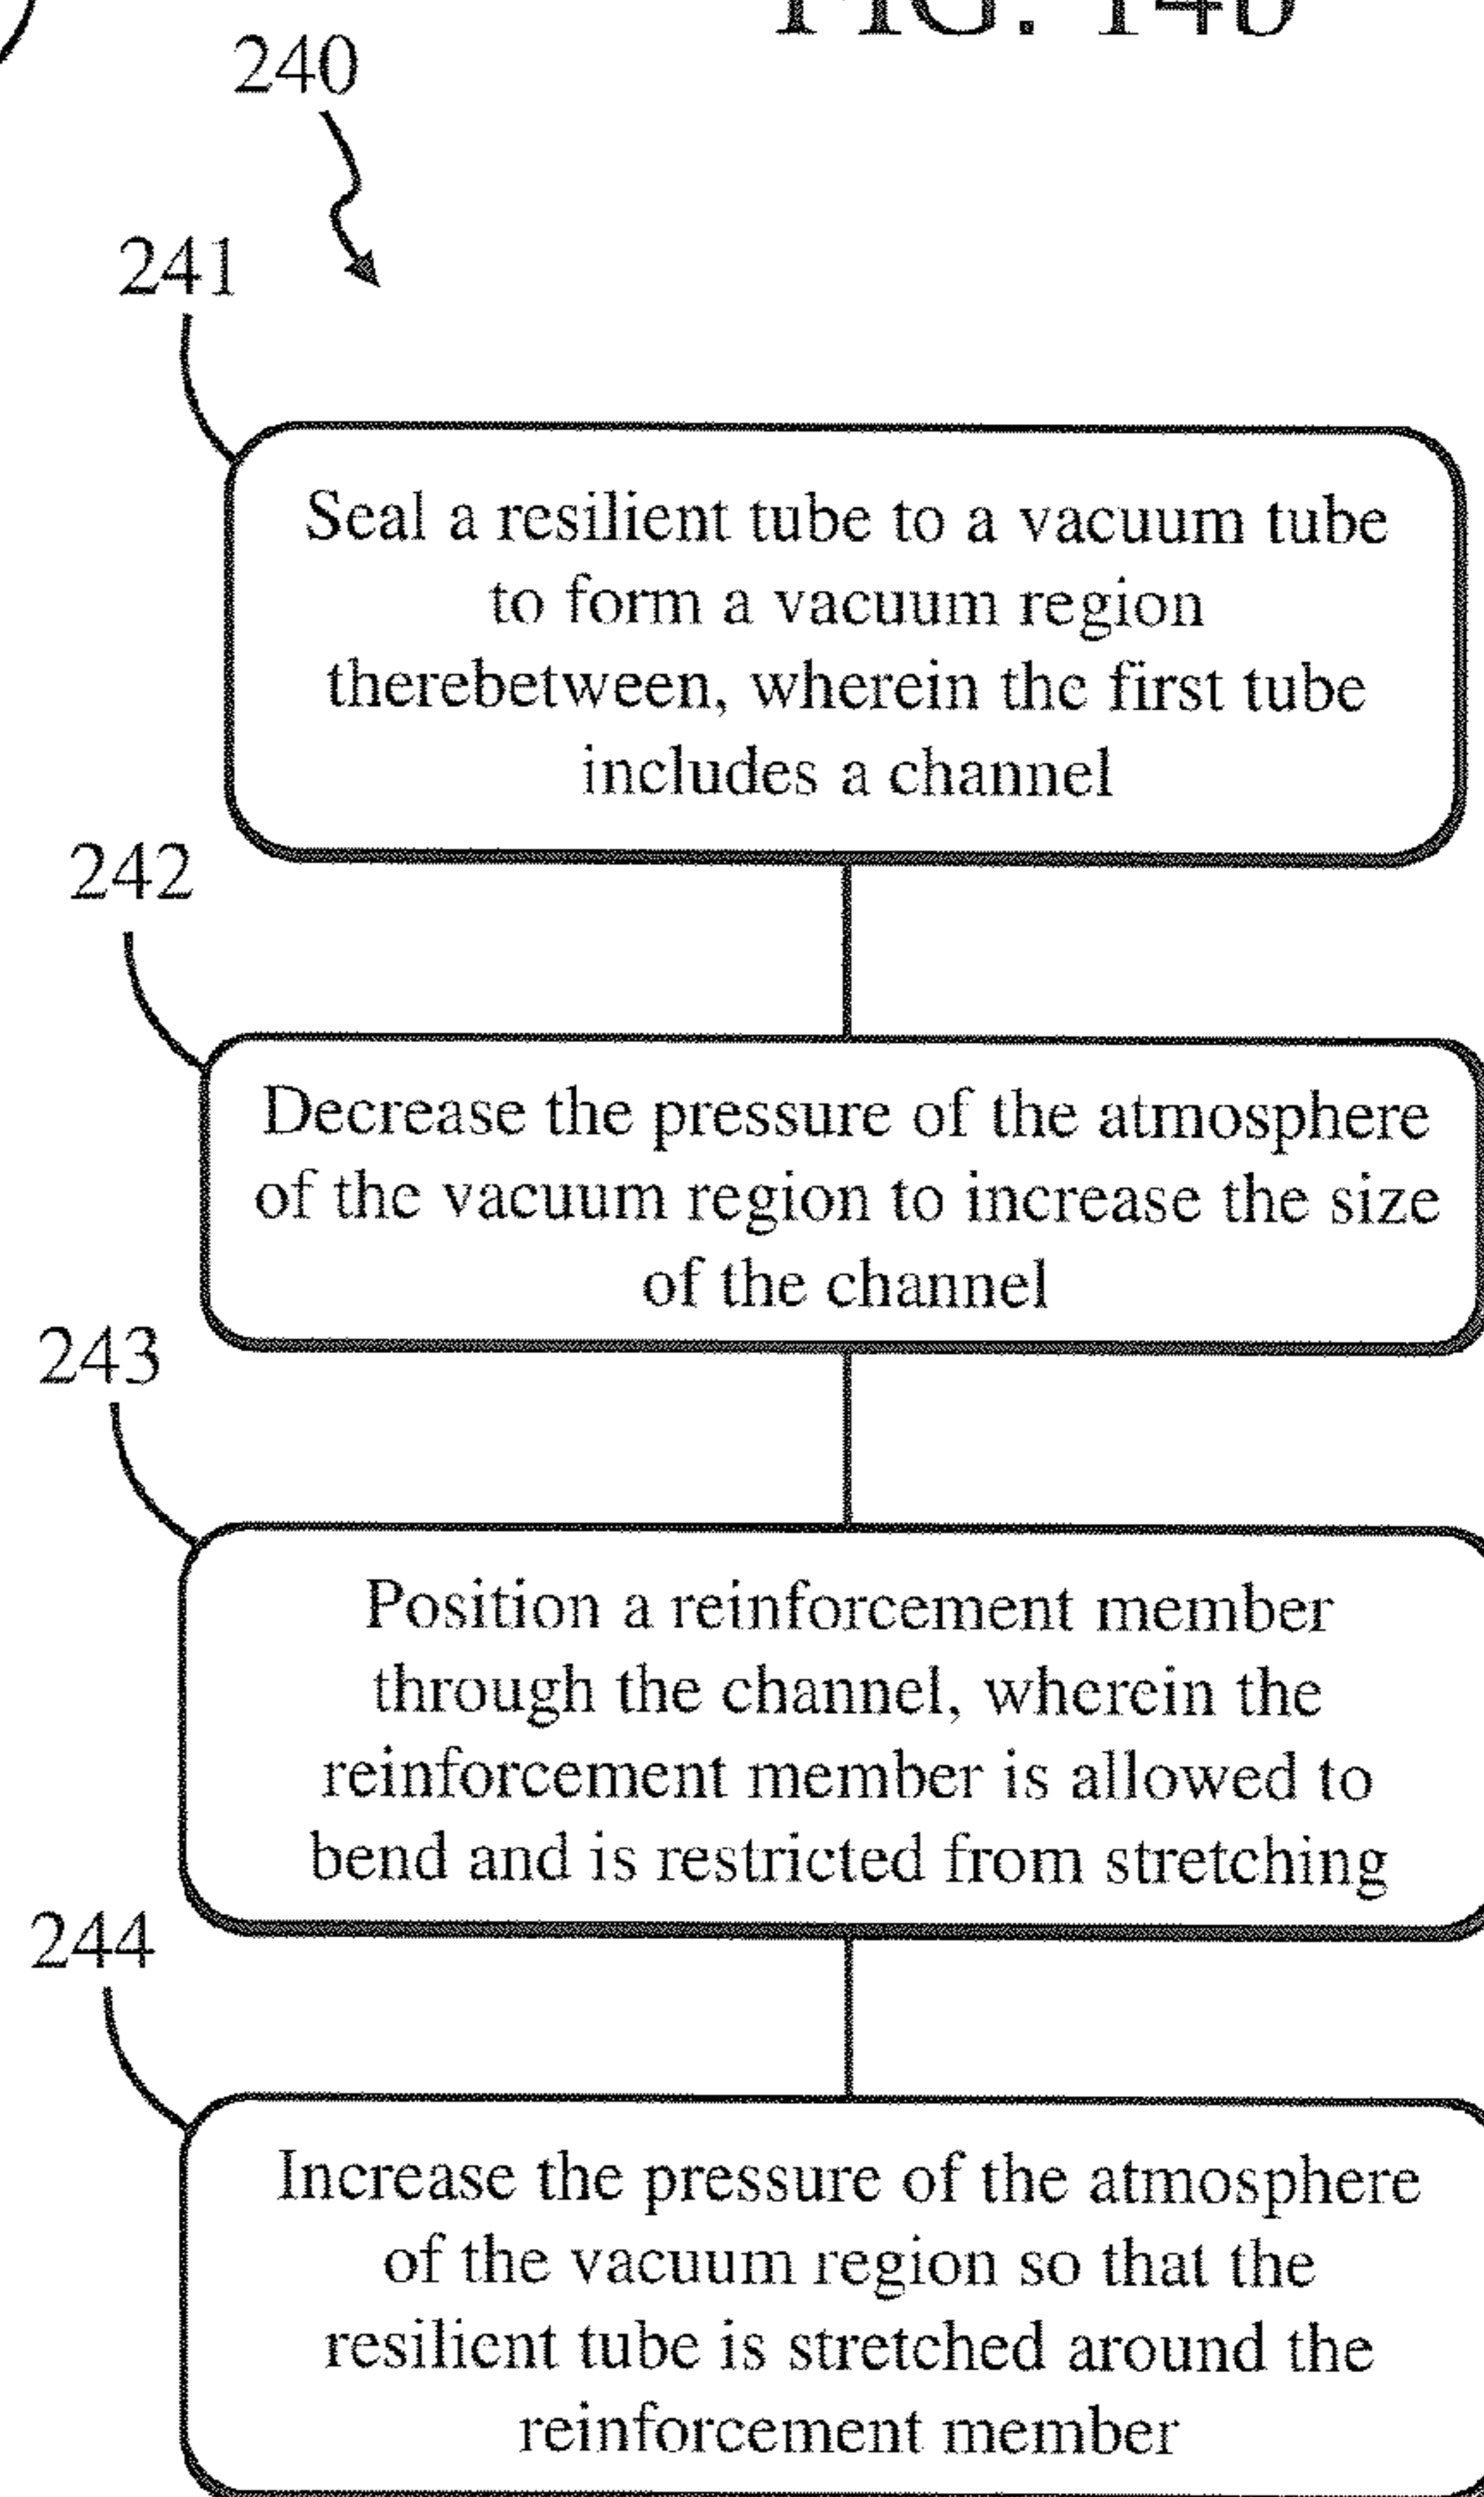 FIG. 14b
240
241
Seal a resilient tube to a vacuum tube
to form a vacuum region
therebetween, wherein the first tube
includes a channel
242
Decrease the pressure of the atmosphere
of the vacuum region to increase the size
of the channel
243
Position a reinforcement member
through the channel, wherein the
reinforcement member is allowed to
bend and is restricted from stretching
244
Increase the pressure of the atmosphere
of the vacuum region so that the
resilient tube is stretched around the
reinforcement member